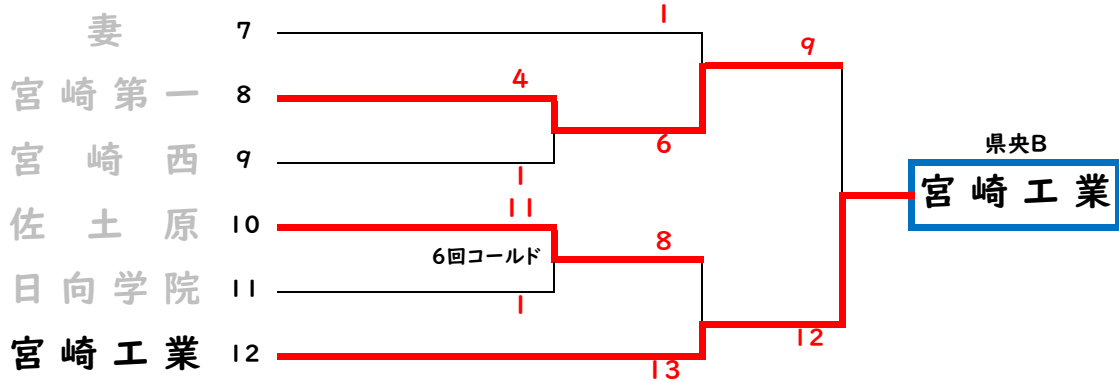 妻 7 1
9
宮崎第一 8 4
6
宮崎西 9 1
県央B
宮崎工業
佐土原 10 11
6回コールド
8
日向学院 11 1
12
宮崎工業 12 13